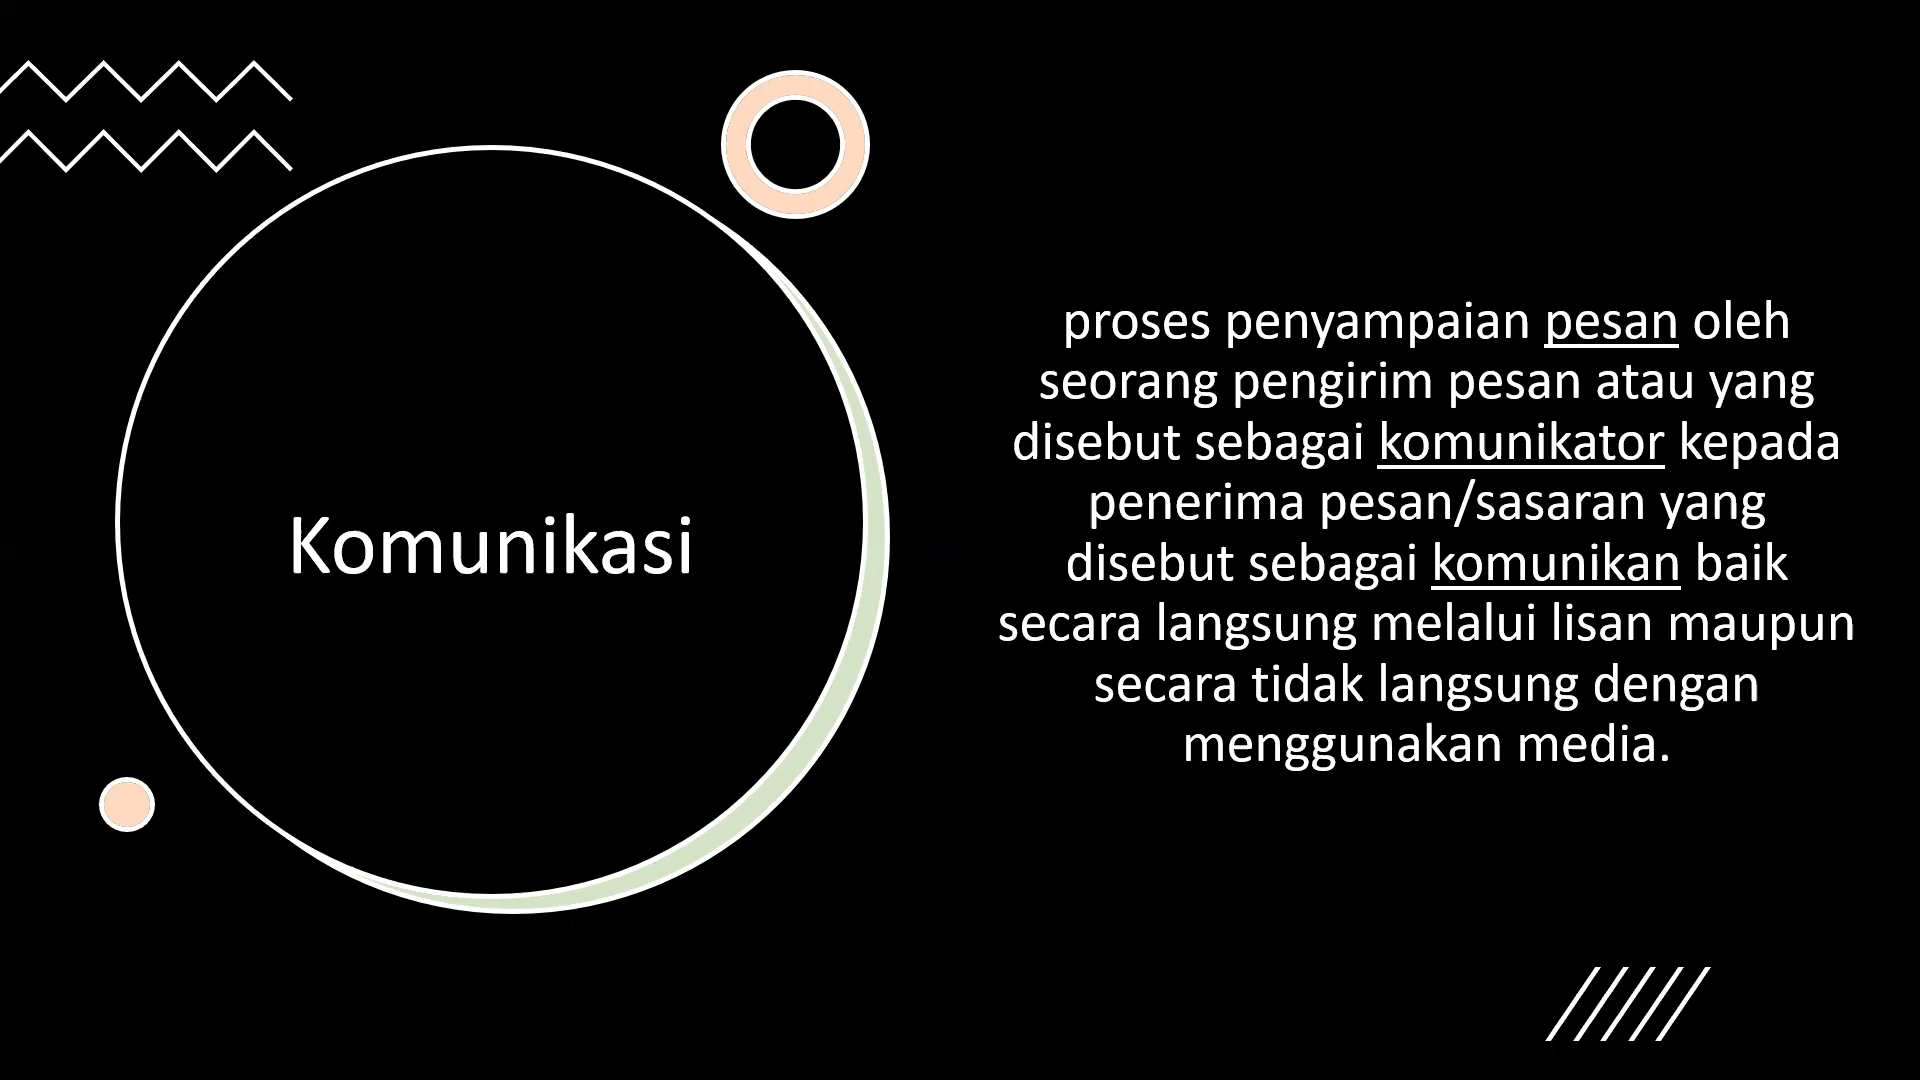 Komunikasi
proses penyampaian pesan oleh
seorang pengirim pesan atau yang
disebut sebagai komunikator kepada
penerima pesan/sasaran yang
disebut sebagai komunikan baik
secara langsung melalui lisan maupun
secara tidak langsung dengan
menggunakan media.